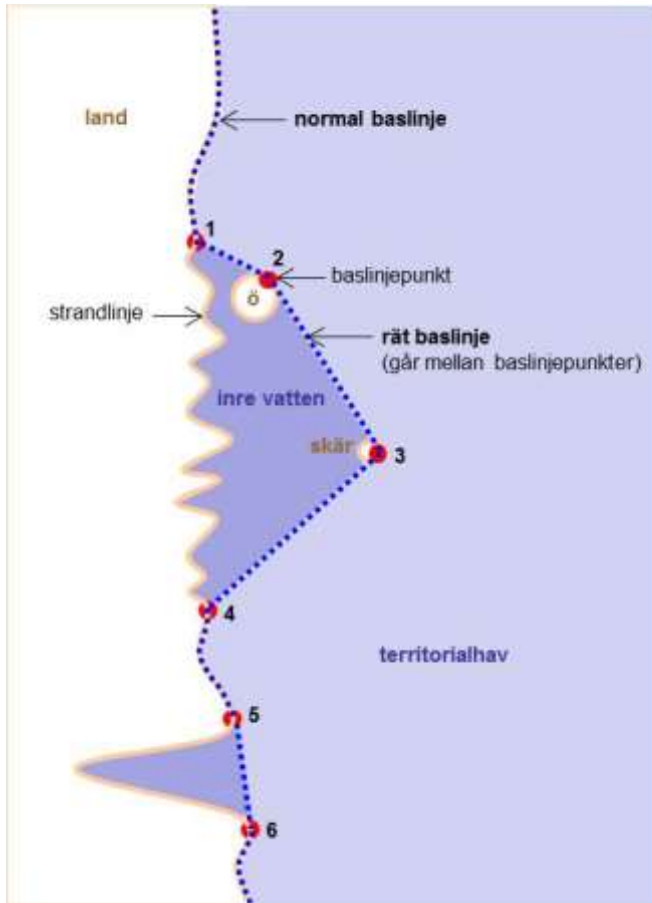 land
normal baslinje
1
2
baslinjepunkt
ö
strandlinje
rät baslinje
(går mellan baslinjepunkter)
inre vatten
skär
3
4
territorialhav
5
6